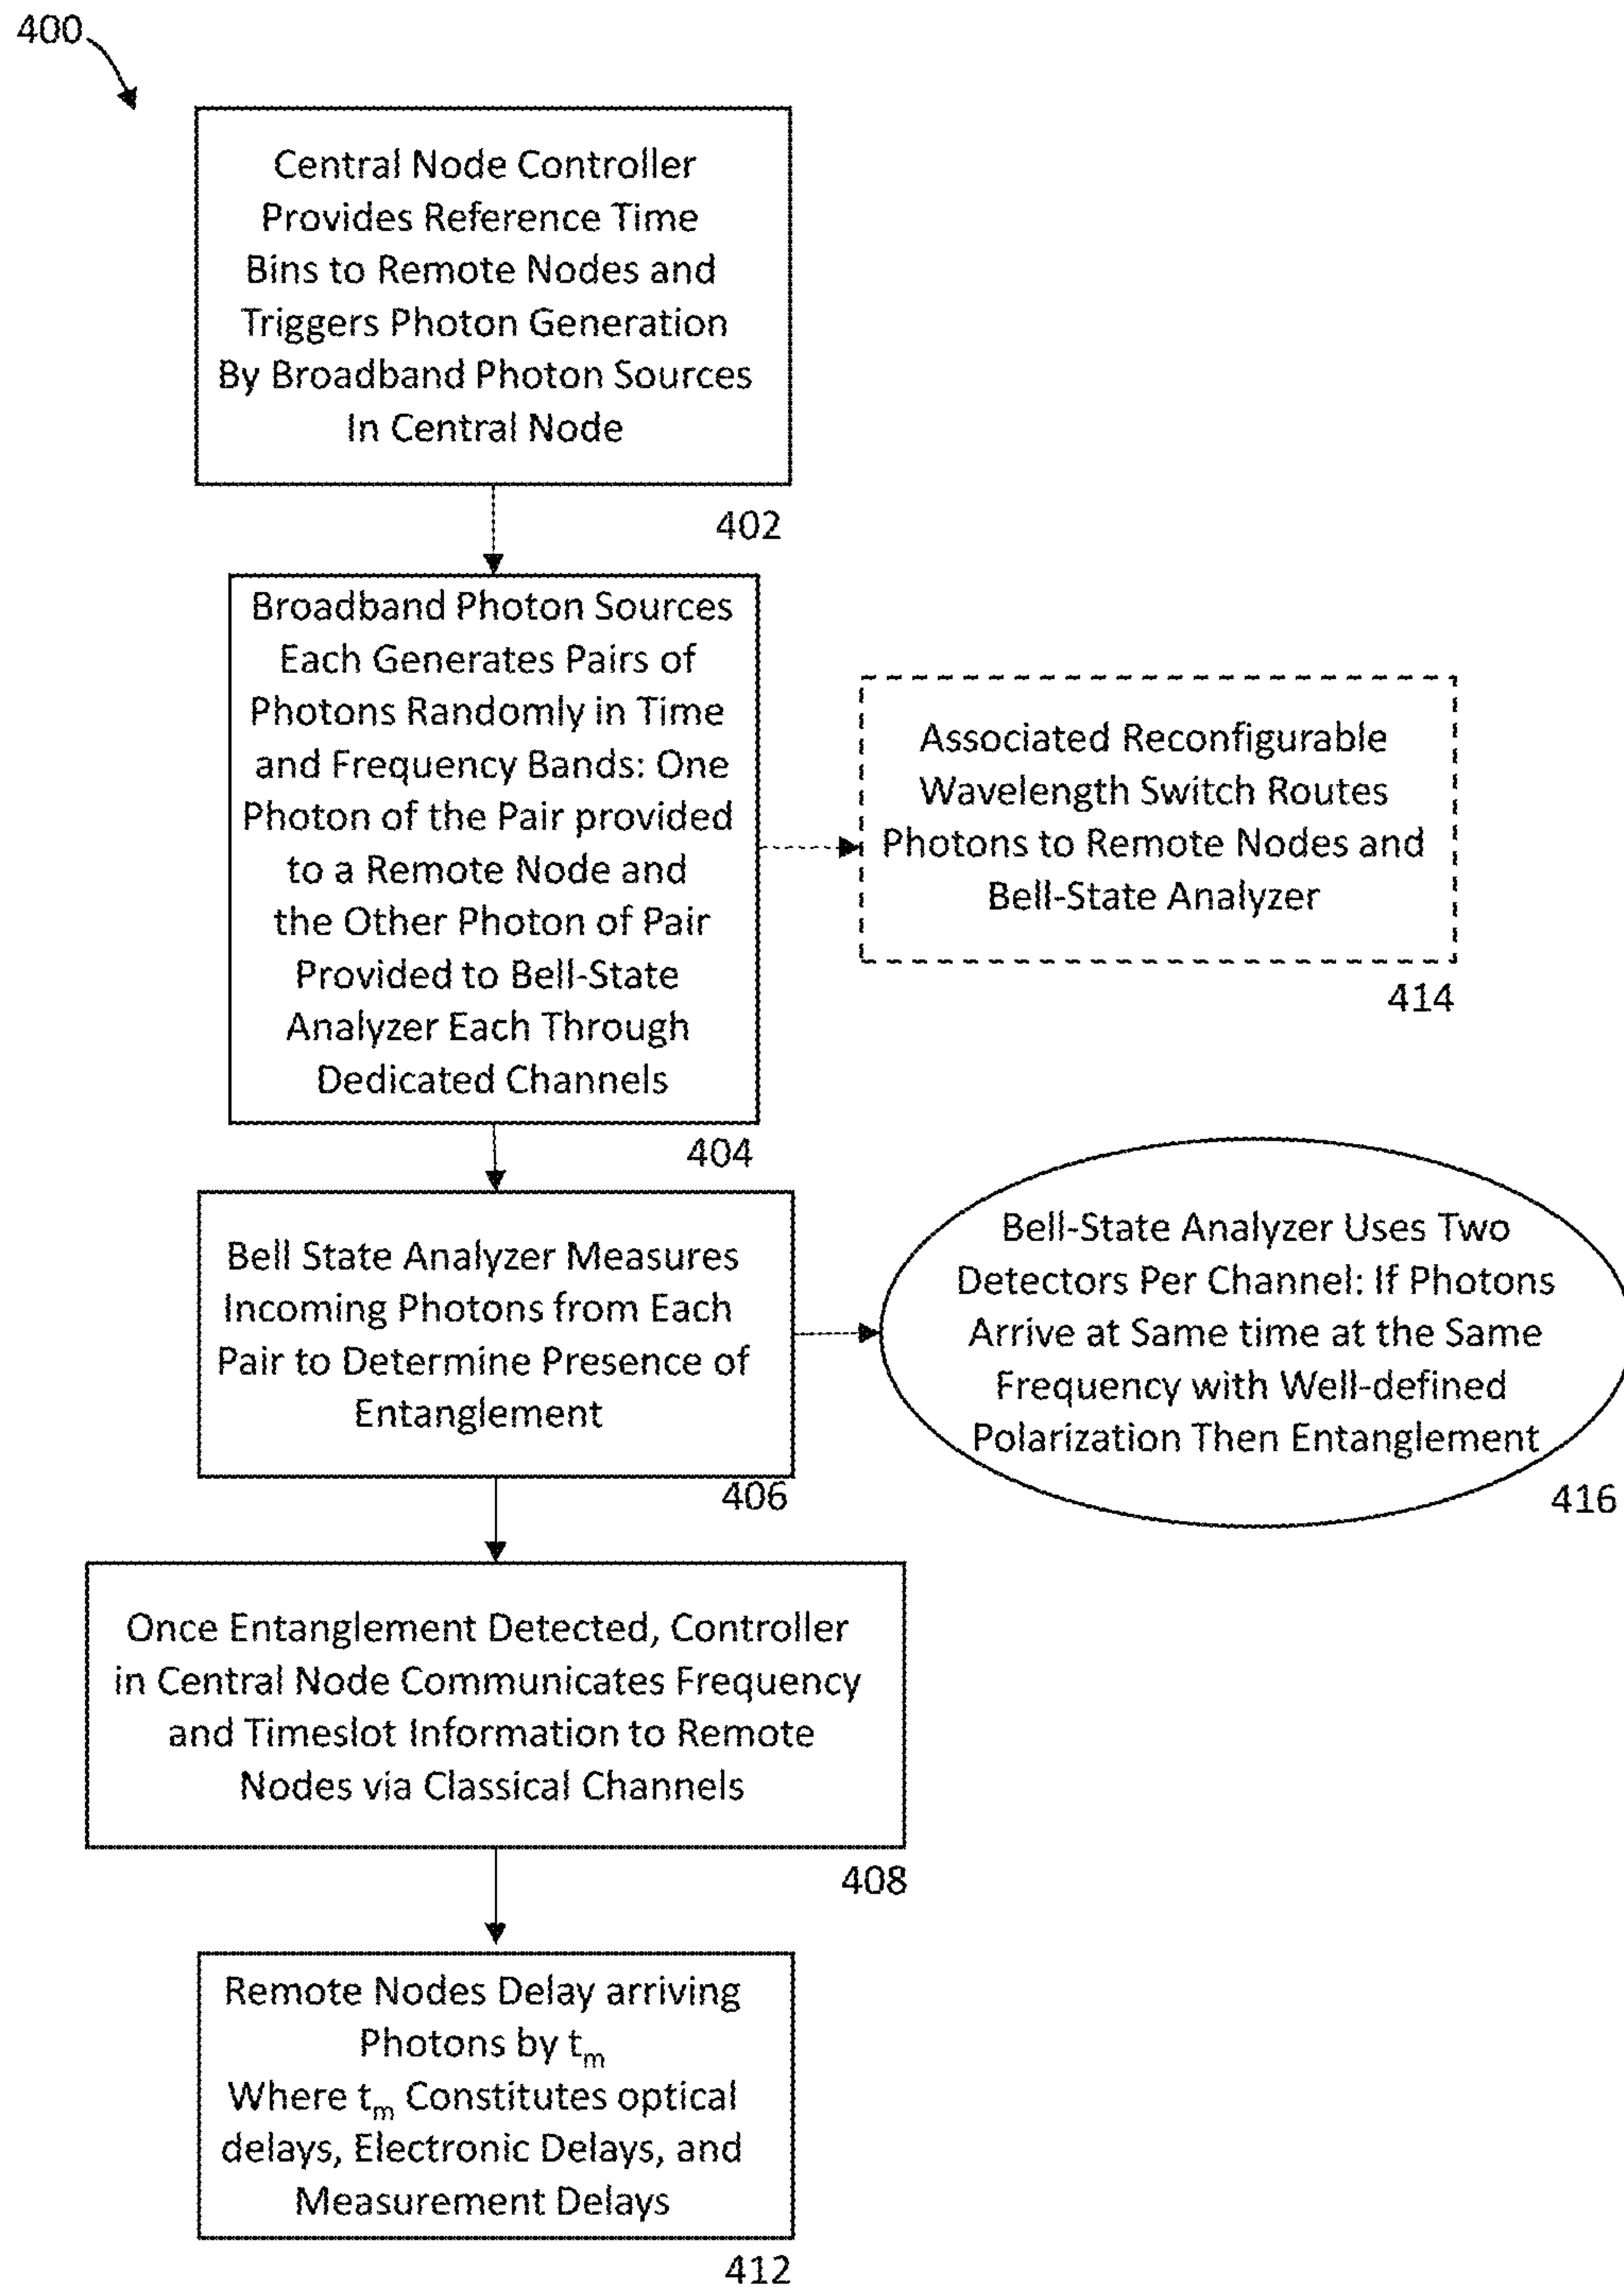 400
Central Node Controller
Provides Reference Time
Bins to Remote Nodes and
Triggers Photon Generation
By Broadband Photon Sources
In Central Node
402
Broadband Photon Sources
Each Generates Pairs of
Photons Randomly in Time
and Frequency Bands: One
Photon of the Pair provided
to a Remote Node and
the Other Photon of Pair
Provided to Bell-State
Analyzer Each Through
Dedicated Channels
404
Associated Reconfigurable
Wavelength Switch Routes
Photons to Remote Nodes and
Bell-State Analyzer
414
Bell State Analyzer Measures
Incoming Photons from Each
Pair to Determine Presence of
Entanglement
406
Bell-State Analyzer Uses Two
Detectors Per Channel: If Photons
Arrive at Same time at the Same
Frequency with Well-defined
Polarization Then Entanglement
416
Once Entanglement Detected, Controller
in Central Node Communicates Frequency
and Timeslot Information to Remote
Nodes via Classical Channels
408
Remote Nodes Delay arriving
Photons by tm
Where tm Constitutes optical
delays, Electronic Delays, and
Measurement Delays
412